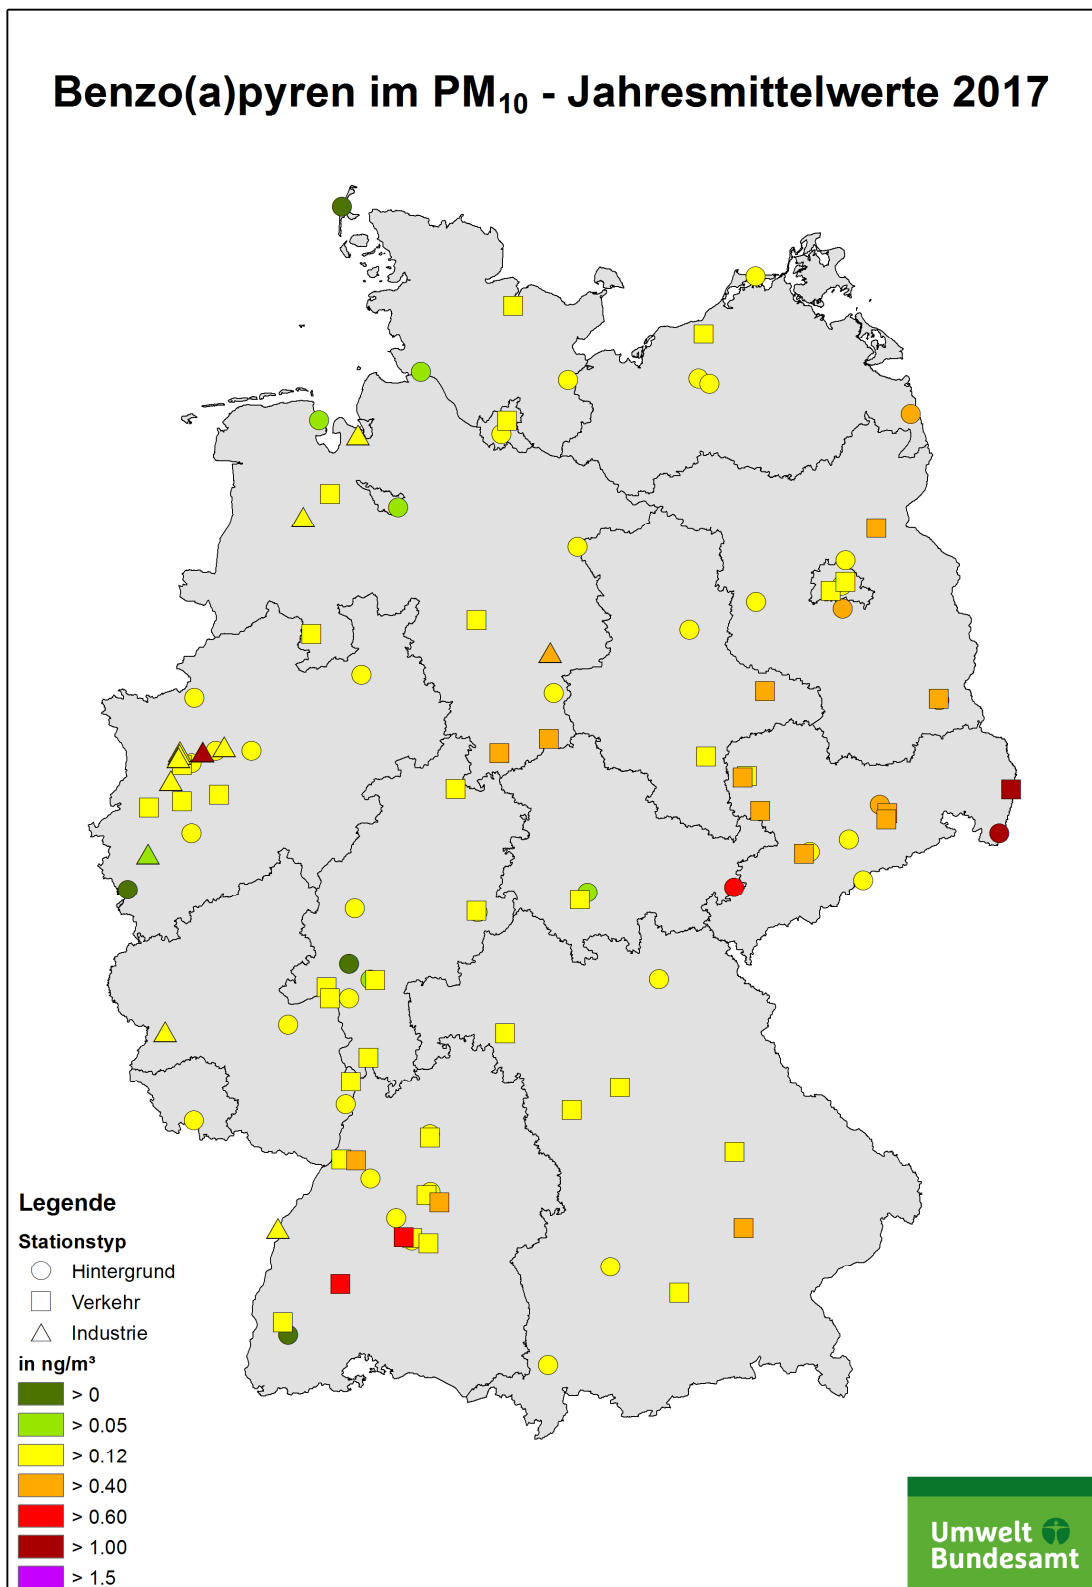 Benzo(a)pyren im PM₁₀ - Jahresmittelwerte 2017
Legende
Stationstyp
Hintergrund
Verkehr
Industrie
in ng/m³
> 0
> 0.05
> 0.12
> 0.40
> 0.60
> 1.00
> 1.5
Umwelt
Bundesamt